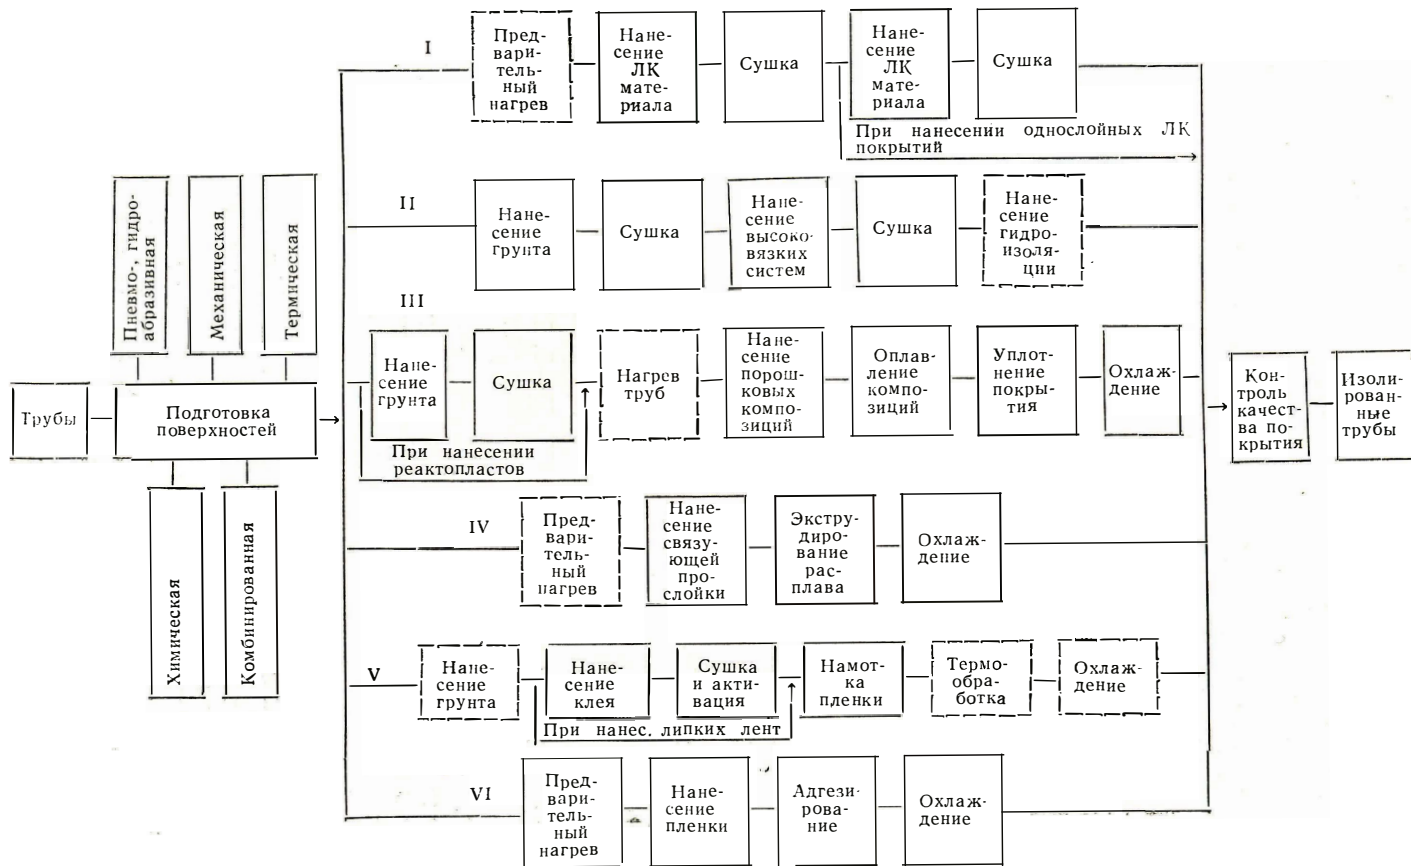 I
Пред-
вари-
тель-
ный
нагрев
Нане-
сение
ЛК
мате-
риала
Сушка
Нане-
сение
ЛК
мате-
риала
Сушка
При нанесении однослойных ЛК
покрытий
II
Нане-
сение
грунта
Сушка
Нане-
сение
высоко-
вязких
систем
Сушка
Нане-
сение
гидро-
изоля-
ции
III
Нане-
сение
грунта
Сушка
Нагрев
труб
Нане-
сение
порош-
ковых
компо-
зиций
Оплав-
ление
компо-
зиций
Уплот-
нение
покры-
тия
Охлаж-
дение
При нанесении
реактопластов
Пневмо-, гидро-
абразивная
Механическая
Термическая
Трубы
Подготовка
поверхностей
Химическая
Комбинированная
Кон-
троль
качест-
ва по-
крытия
Изоли-
рован-
ные
трубы
IV
Пред-
вари-
тель-
ный
нагрев
Нане-
сение
связу-
ющей
про-
слойки
Экстру-
дирова-
ние рас-
плава
Охлаж-
дение
V
Нане-
сение
грунта
Нане-
сение
клея
Сушка
и акти-
вация
Намот-
ка
пленки
Термо-
обра-
ботка
Охлаж-
дение
При нанес. липких лент
VI
Пред-
вари-
тель-
ный
нагрев
Нане-
сение
пленки
Адгези-
рова-
ние
Охлаж-
дение